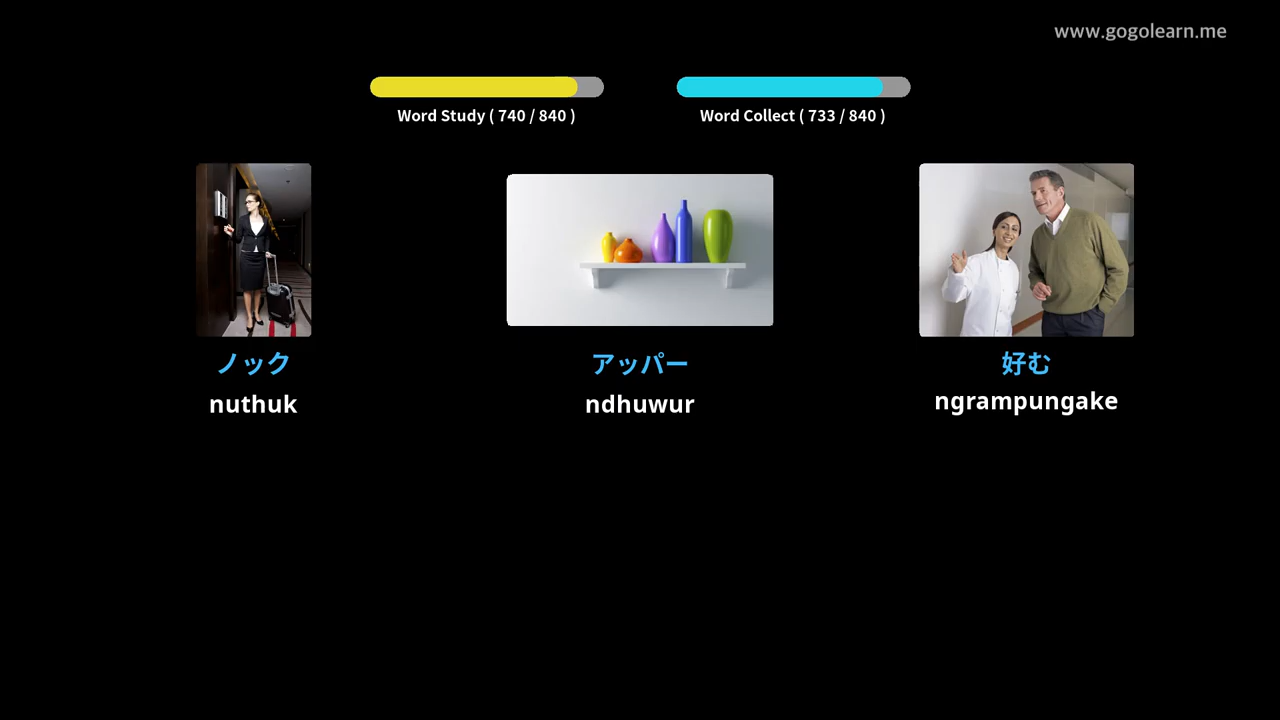 www.gogolearn.me
Word Study ( 740 / 840 )
Word Collect ( 733 / 840 )
ノック
nuthuk
アッパー
ndhuwur
好む
ngrampungake